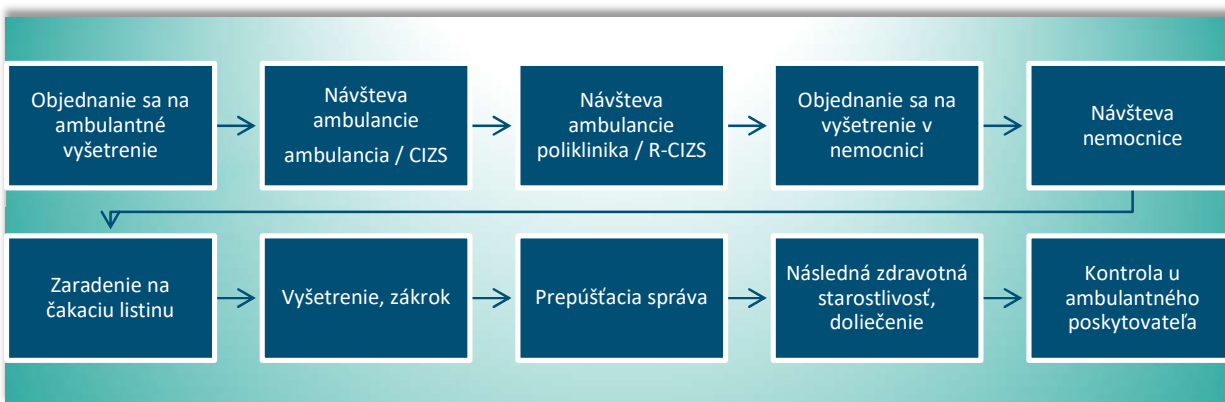 Objednanie sa na
ambulantné
vyšetrenie
Návšteva
ambulancie
ambulancia / CIZS
Návšteva
ambulancie
poliklinika / R-CIZS
Objednanie sa na
vyšetrenie v
nemocnici
Návšteva
nemocnice
Zaradenie na
čakaciu listinu
Vyšetrenie, zákrok
Prepúšťacia správa
Následná zdravotná
starostlivosť,
doliečenie
Kontrola u
ambulantného
poskytovateľa